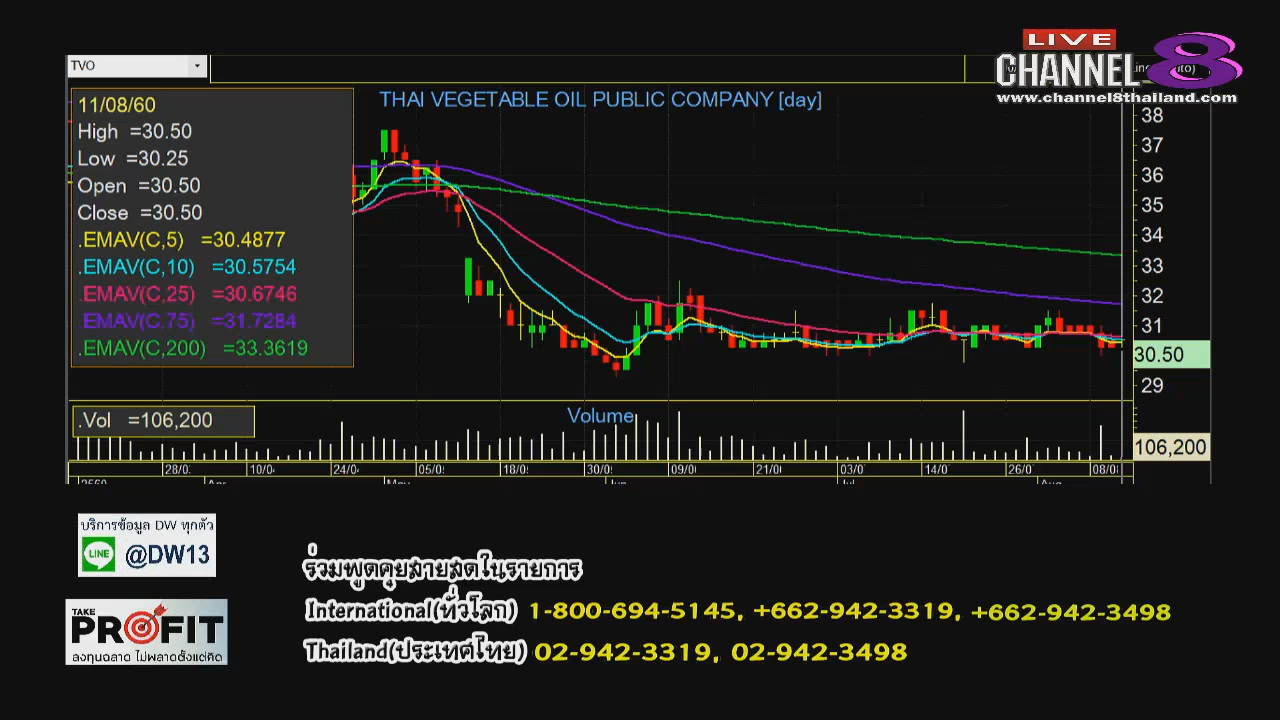 LIVE
CHANNEL 8
www.channel8thailand.com
TVO
THAI VEGETABLE OIL PUBLIC COMPANY [day]
11/08/60
High =30.50
Low =30.25
Open =30.50
Close =30.50
.EMAV(C,5) =30.4877
.EMAV(C,10) =30.5754
.EMAV(C,25) =30.6746
.EMAV(C,75) =31.7284
.EMAV(C,200) =33.3619
38
37
36
35
34
33
32
31
30.50
29
.Vol =106,200
Volume
106,200
28/0 10/0 24/0 05/0 18/0 30/0 09/0 21/0 03/0 14/0 26/0 08/0
2560 Apr May Jun Jul Aug
บริการข้อมูล DW ทุกตัว
LINE @DW13
TAKE
PROFIT
ลงทุนฉลาด ไม่พลาดตั้งแต่คิด
ร่วมพูดคุยสายสดในรายการ
International(ทั่วโลก) 1-800-694-5145, +662-942-3319, +662-942-3498
Thailand(ประเทศไทย) 02-942-3319, 02-942-3498